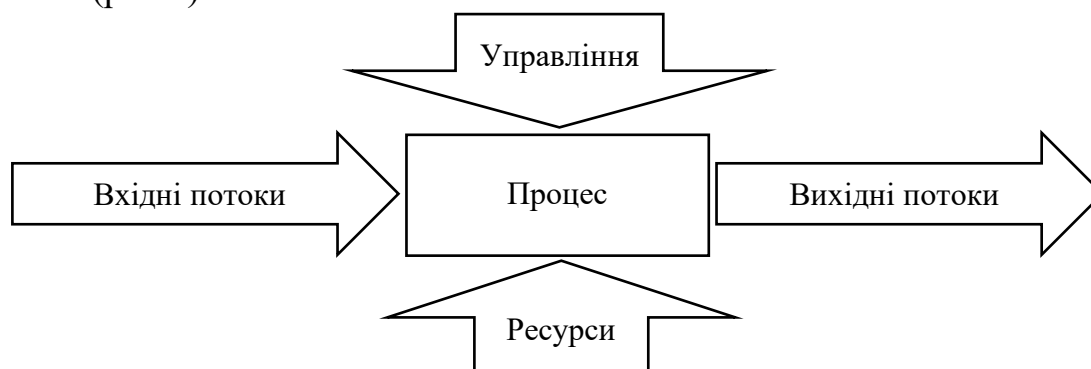 Управління
Вхідні потоки
Процес
Вихідні потоки
Ресурси